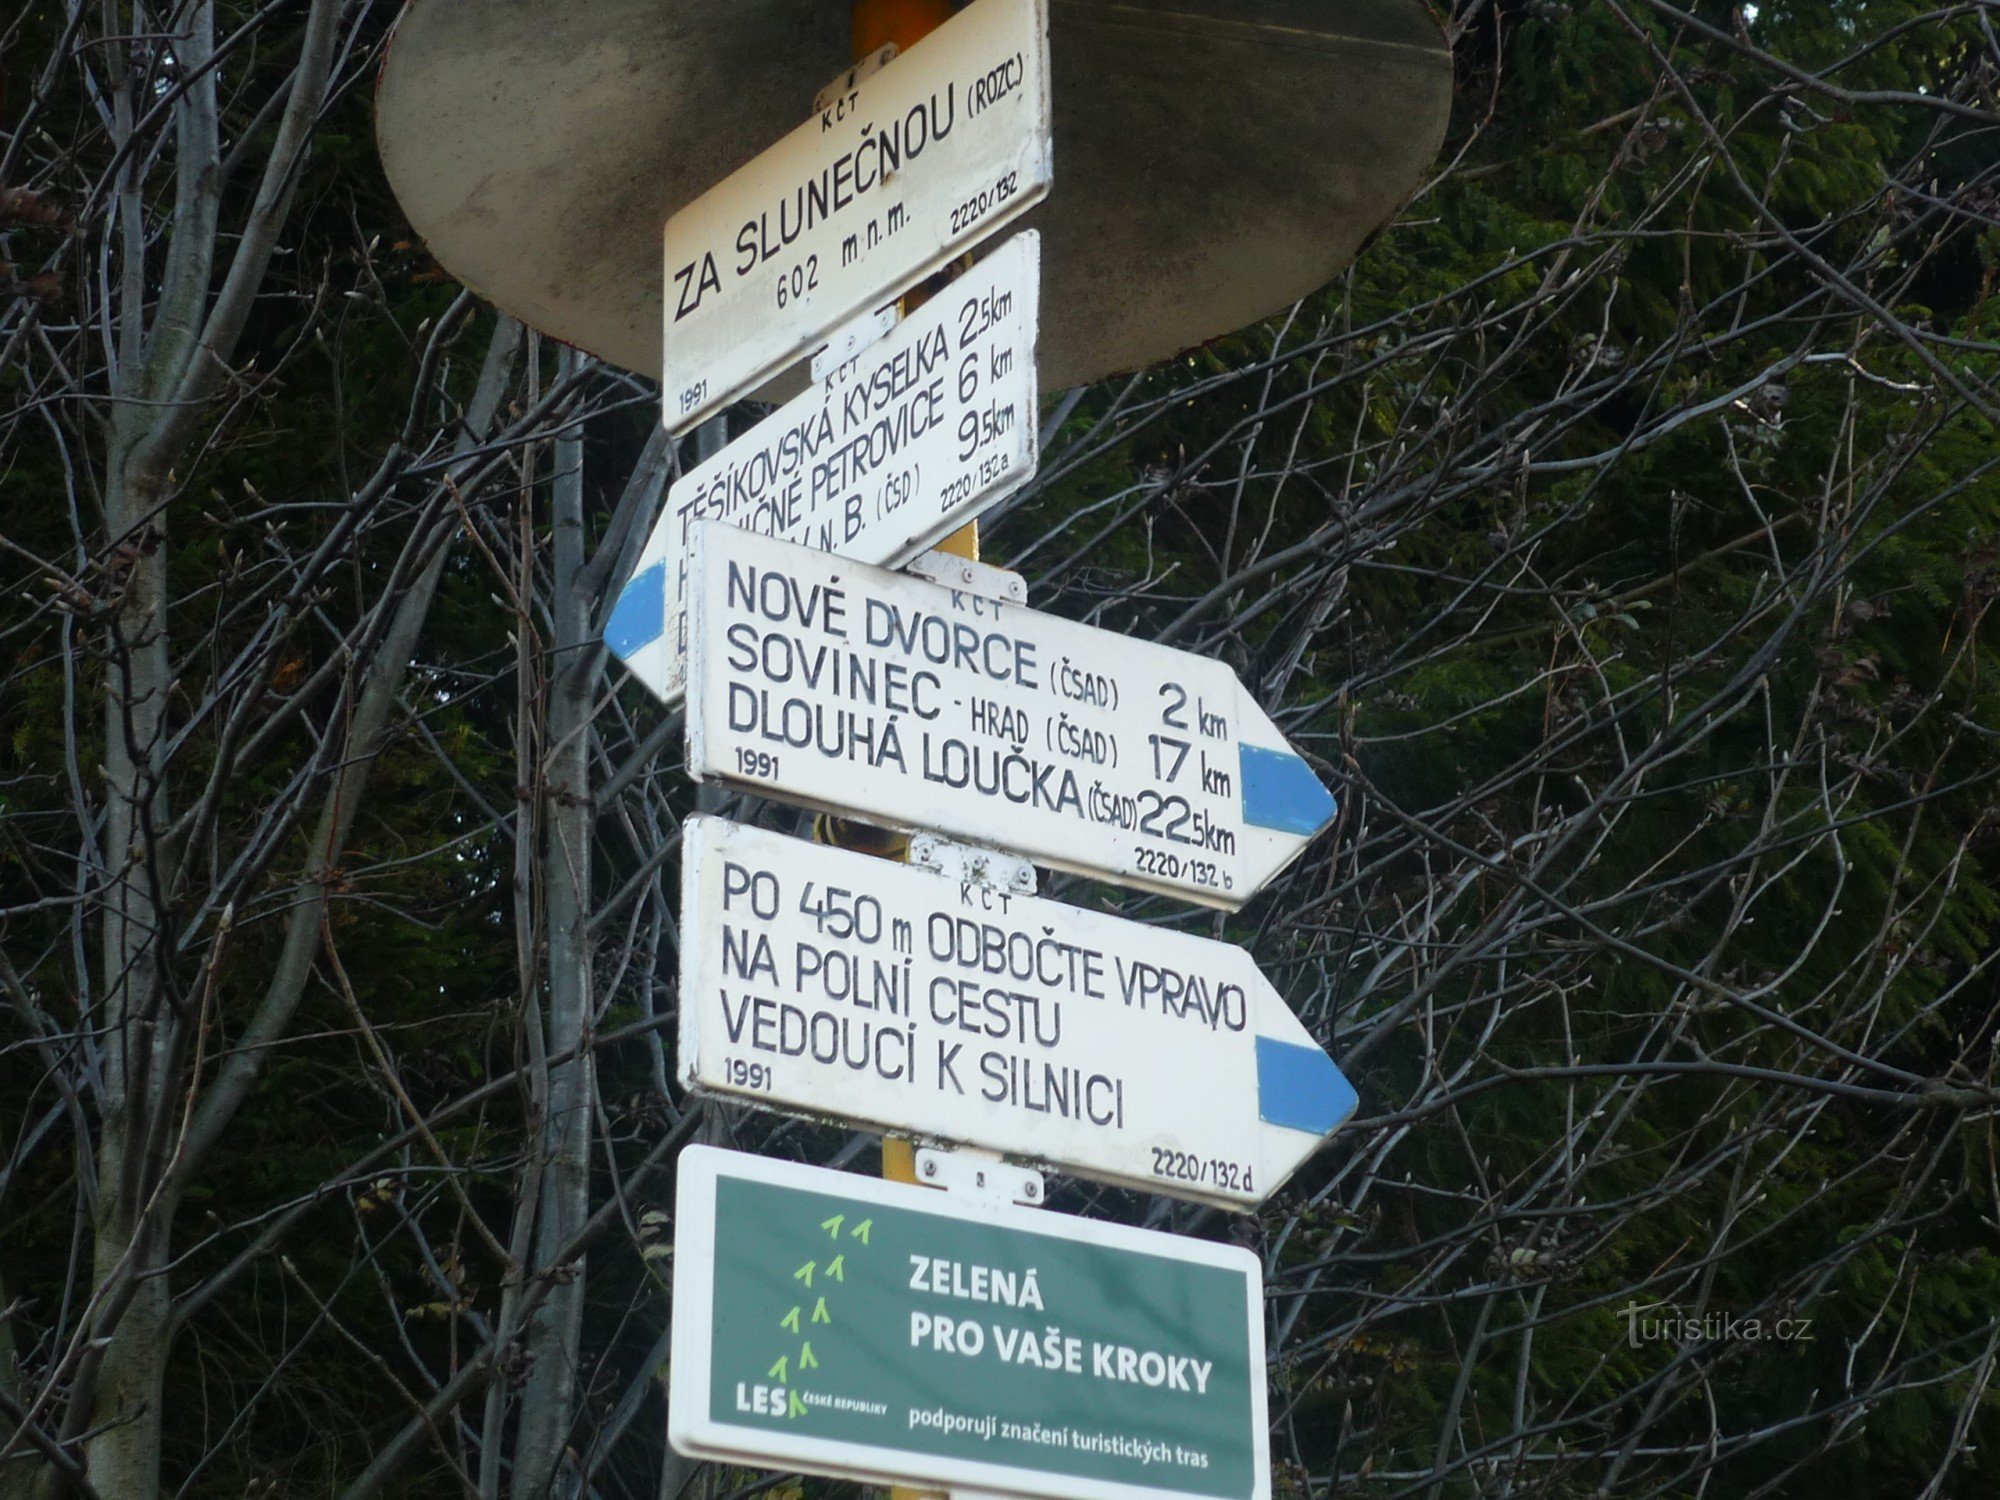 KČT
ZA SLUNEČNOU (ROZC.)
602 m n. m.
2220/132
1991
KČT
TĚŠÍKOVSKÁ KYSELKA 2.5km
PETROVICE 6 km
n. B. (ČSD) 9.5km
2220/132a
KČT
NOVÉ DVORCE (ČSAD) 2 km
SOVINEC - HRAD (ČSAD) 17 km
DLOUHÁ LOUČKA (ČSAD) 22.5km
1991
2220/132 b
KČT
PO 450 m ODBOČTE VPRAVO
NA POLNÍ CESTU
VEDOUCÍ K SILNICI
1991
2220/132 d
ZELENÁ
PRO VAŠE KROKY
LESY ČESKÉ REPUBLIKY
podporují značení turistických tras
Turistika.cz